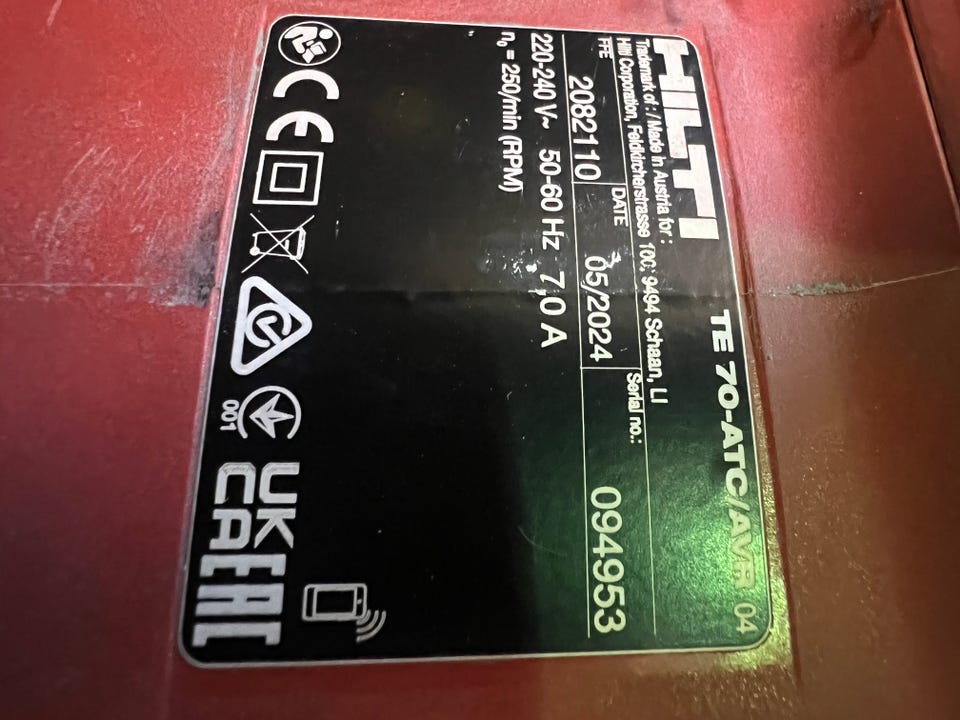 HILTI
TE 70-ATC/AVR 04
Trademark of : / Made in Austria for :
Hilti Corporation, Feldkircherstrasse 100, 9494 Schaan, LI
FFE
DATE
Serial no.:
2082110
05/2024
094953
220-240 V~ 50-60 Hz 7,0 A
n₀ = 250/min (RPM)
CE
001
UK
CA
EAC